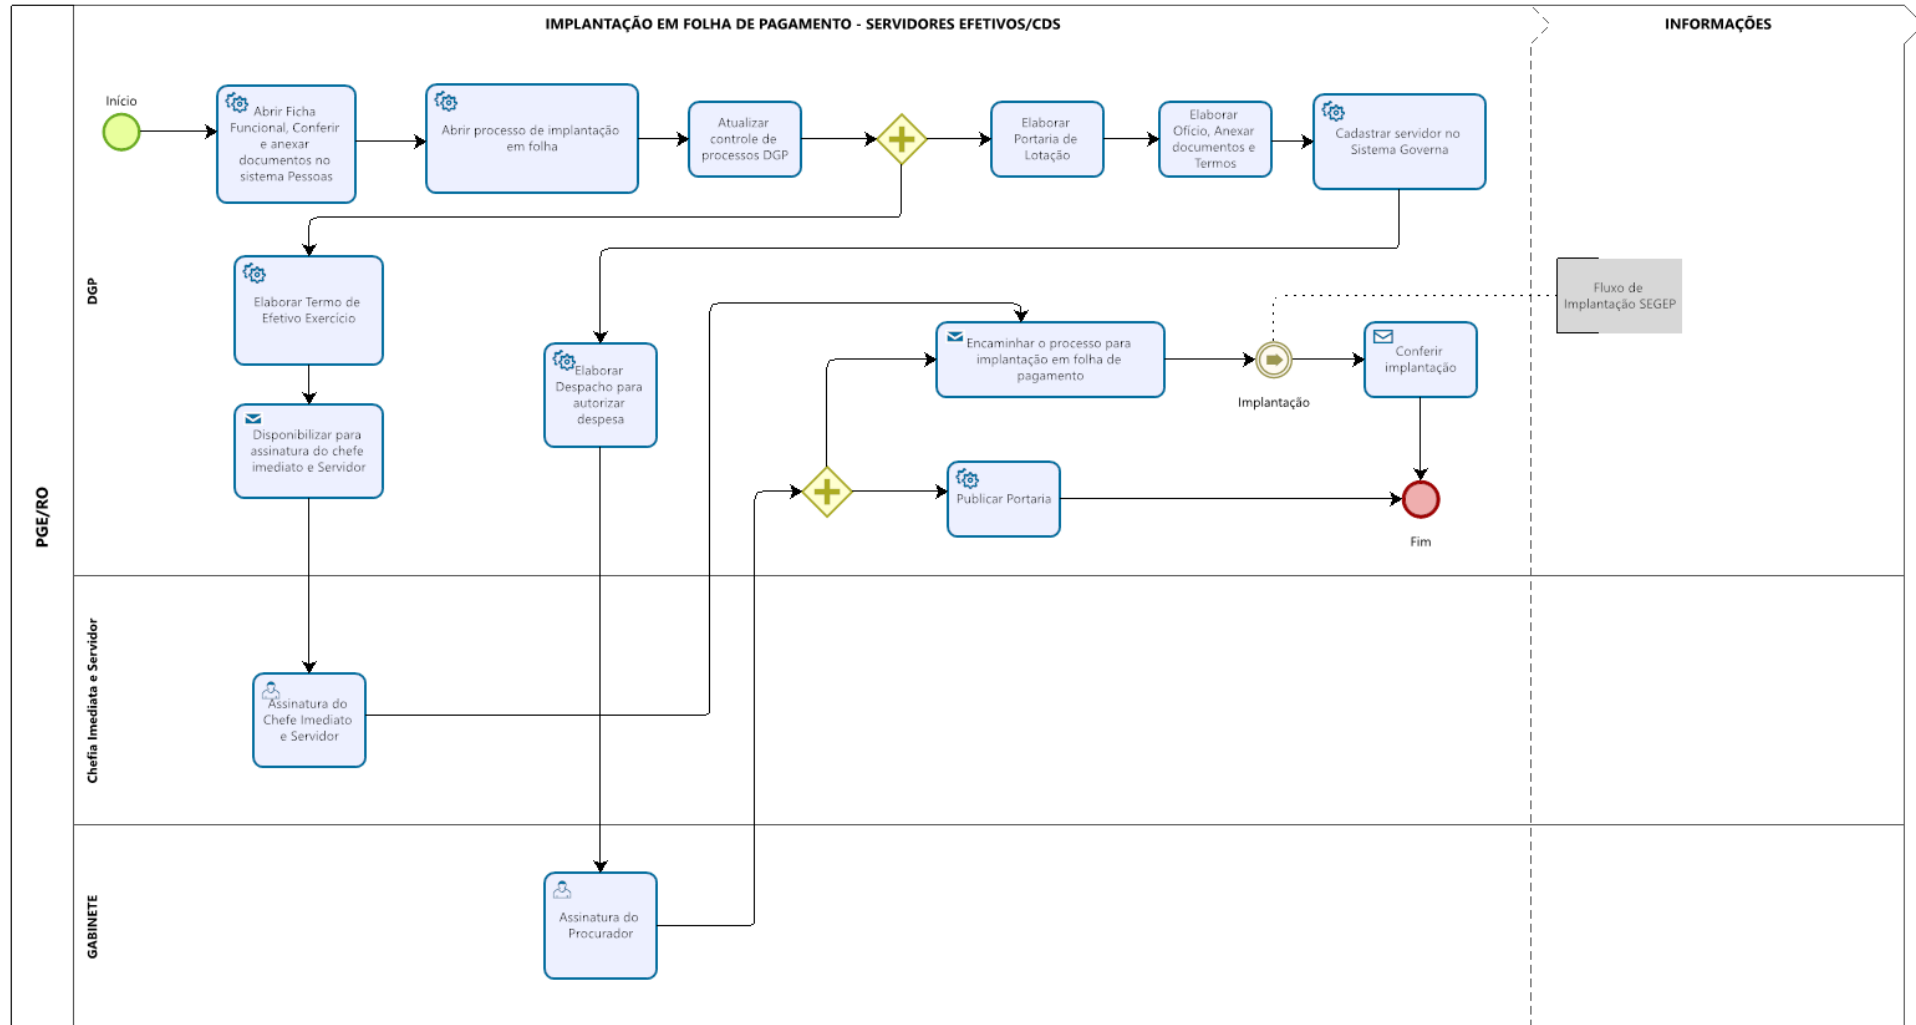 IMPLANTAÇÃO EM FOLHA DE PAGAMENTO - SERVIDORES EFETIVOS/CDS
INFORMAÇÕES
PGE/RO
DGP
Início
Abrir Ficha
Funcional, Conferir
e anexar
documentos no
sistema Pessoas
Abrir processo de implantação
em folha
Atualizar
controle de
processos DGP
Elaborar
Portaria de
Lotação
Elaborar
Ofício, Anexar
documentos e
Termos
Cadastrar servidor no
Sistema Governa
Elaborar Termo de
Efetivo Exercício
Disponibilizar para
assinatura do chefe
imediato e Servidor
Elaborar
Despacho para
autorizar
despesa
Encaminhar o processo para
implantação em folha de
pagamento
Implantação
Conferir
implantação
Fluxo de
Implantação SEGEP
Publicar Portaria
Fim
Chefia Imediata e Servidor
Assinatura do
Chefe Imediato
e Servidor
GABINETE
Assinatura do
Procurador